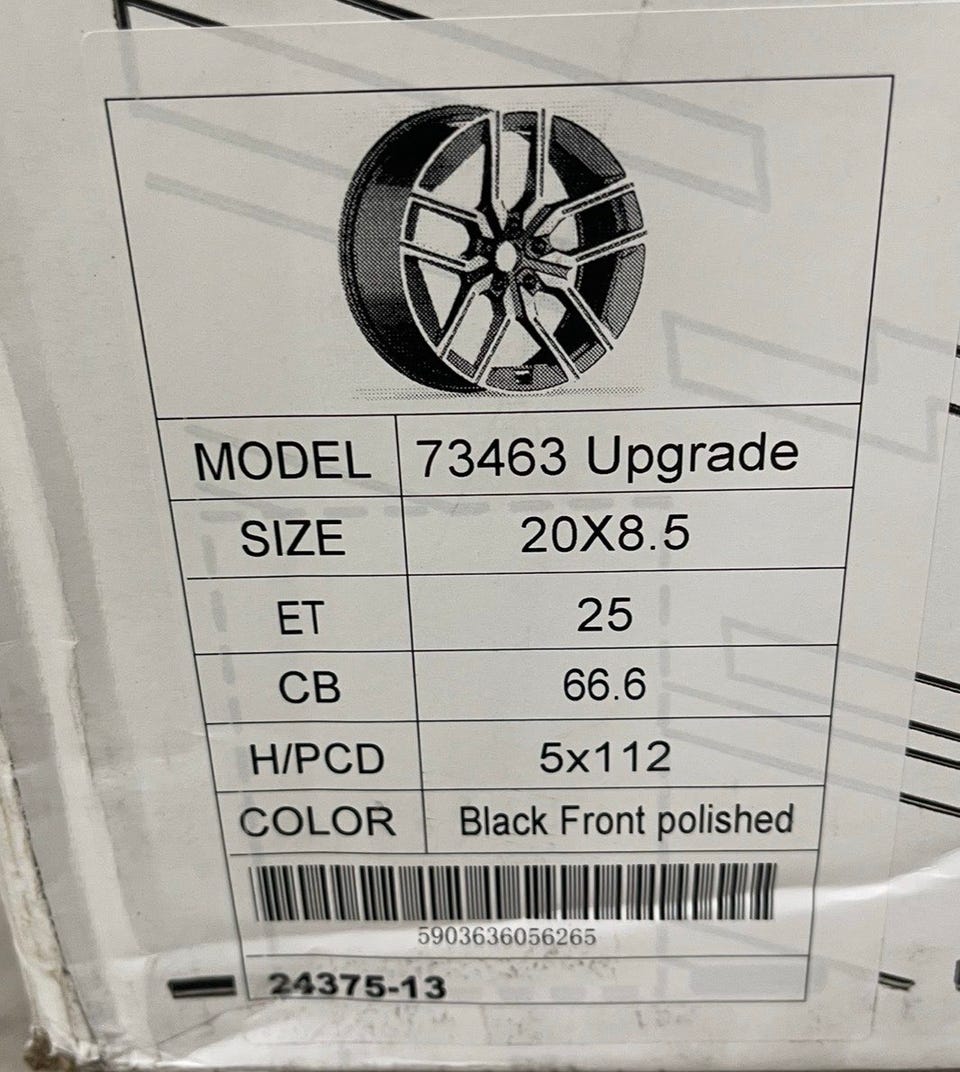 MODEL 73463 Upgrade
SIZE 20X8.5
ET 25
CB 66.6
H/PCD 5x112
COLOR Black Front polished
5903636056265
24375-13